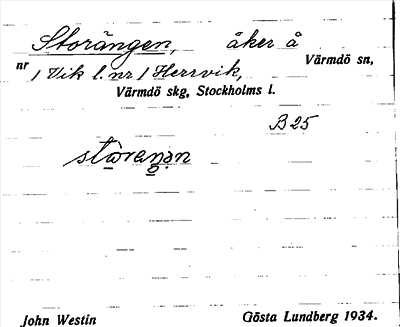 Storängen, åker å Värmdö sn,
nr 1 Vik l. nr 1 Herrvik,
Värmdö skg, Stockholms l.
B 25
John Westin Gösta Lundberg 1934.